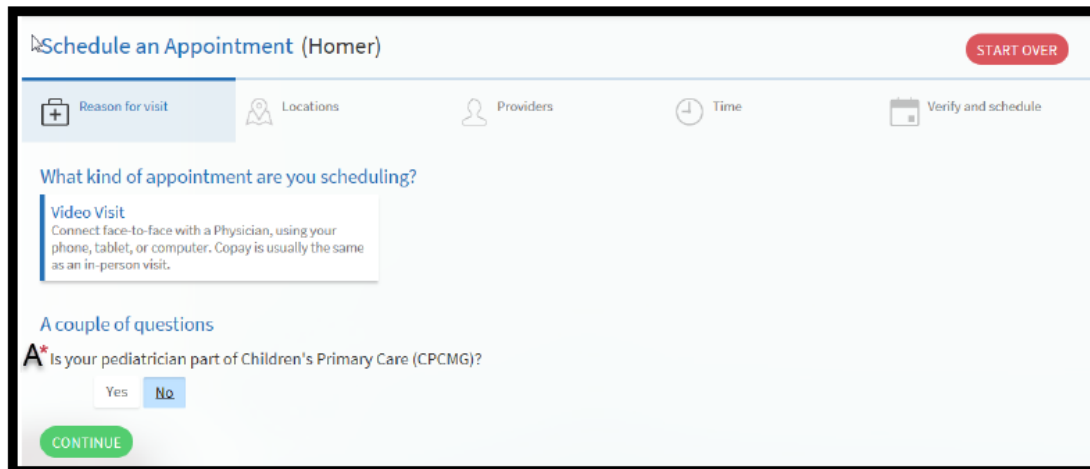 Schedule an Appointment (Homer)
START OVER
Reason for visit
Locations
Providers
Time
Verify and schedule
What kind of appointment are you scheduling?
Video Visit
Connect face-to-face with a Physician, using your
phone, tablet, or computer. Copay is usually the same
as an in-person visit.
A couple of questions
A* Is your pediatrician part of Children's Primary Care (CPCMG)?
Yes No
CONTINUE